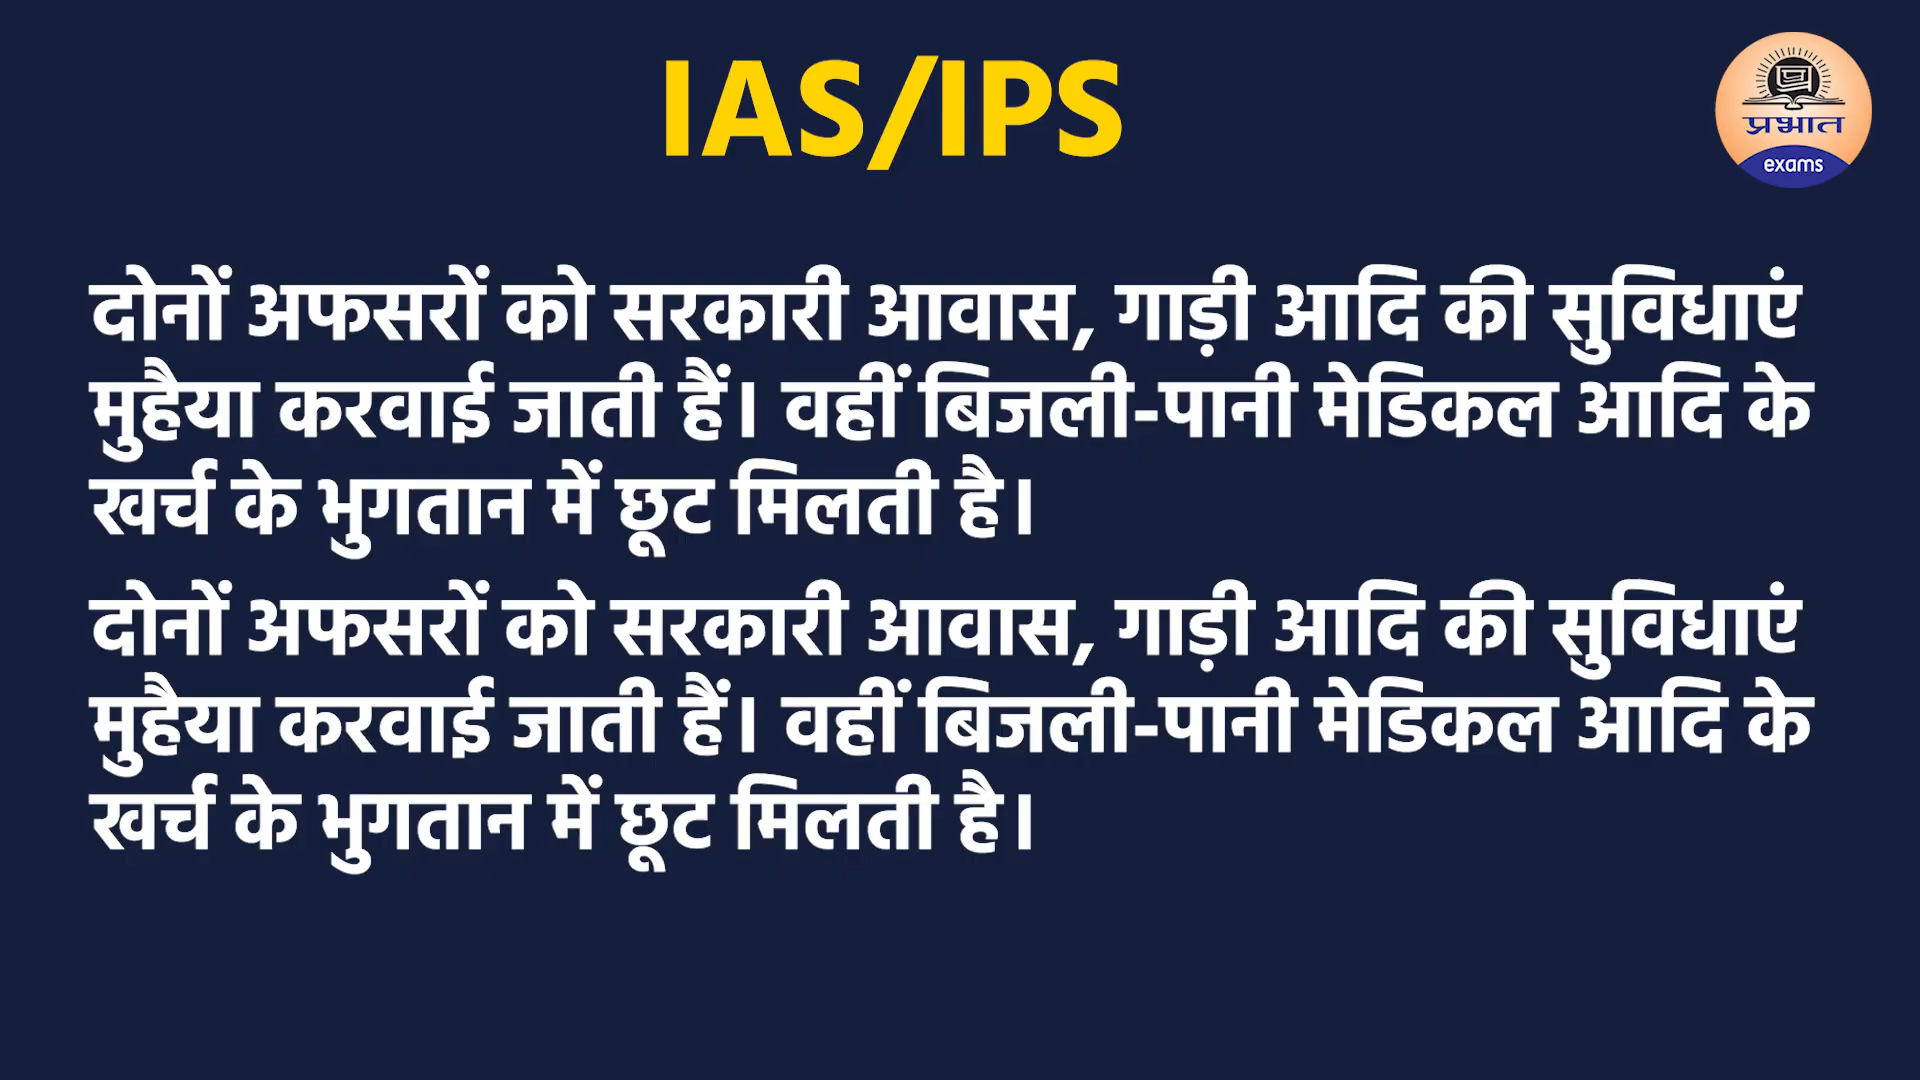 IAS/IPS
प्रभात
exams
दोनों अफसरों को सरकारी आवास, गाड़ी आदि की सुविधाएं
मुहैया करवाई जाती हैं। वहीं बिजली-पानी मेडिकल आदि के
खर्च के भुगतान में छूट मिलती है।
दोनों अफसरों को सरकारी आवास, गाड़ी आदि की सुविधाएं
मुहैया करवाई जाती हैं। वहीं बिजली-पानी मेडिकल आदि के
खर्च के भुगतान में छूट मिलती है।